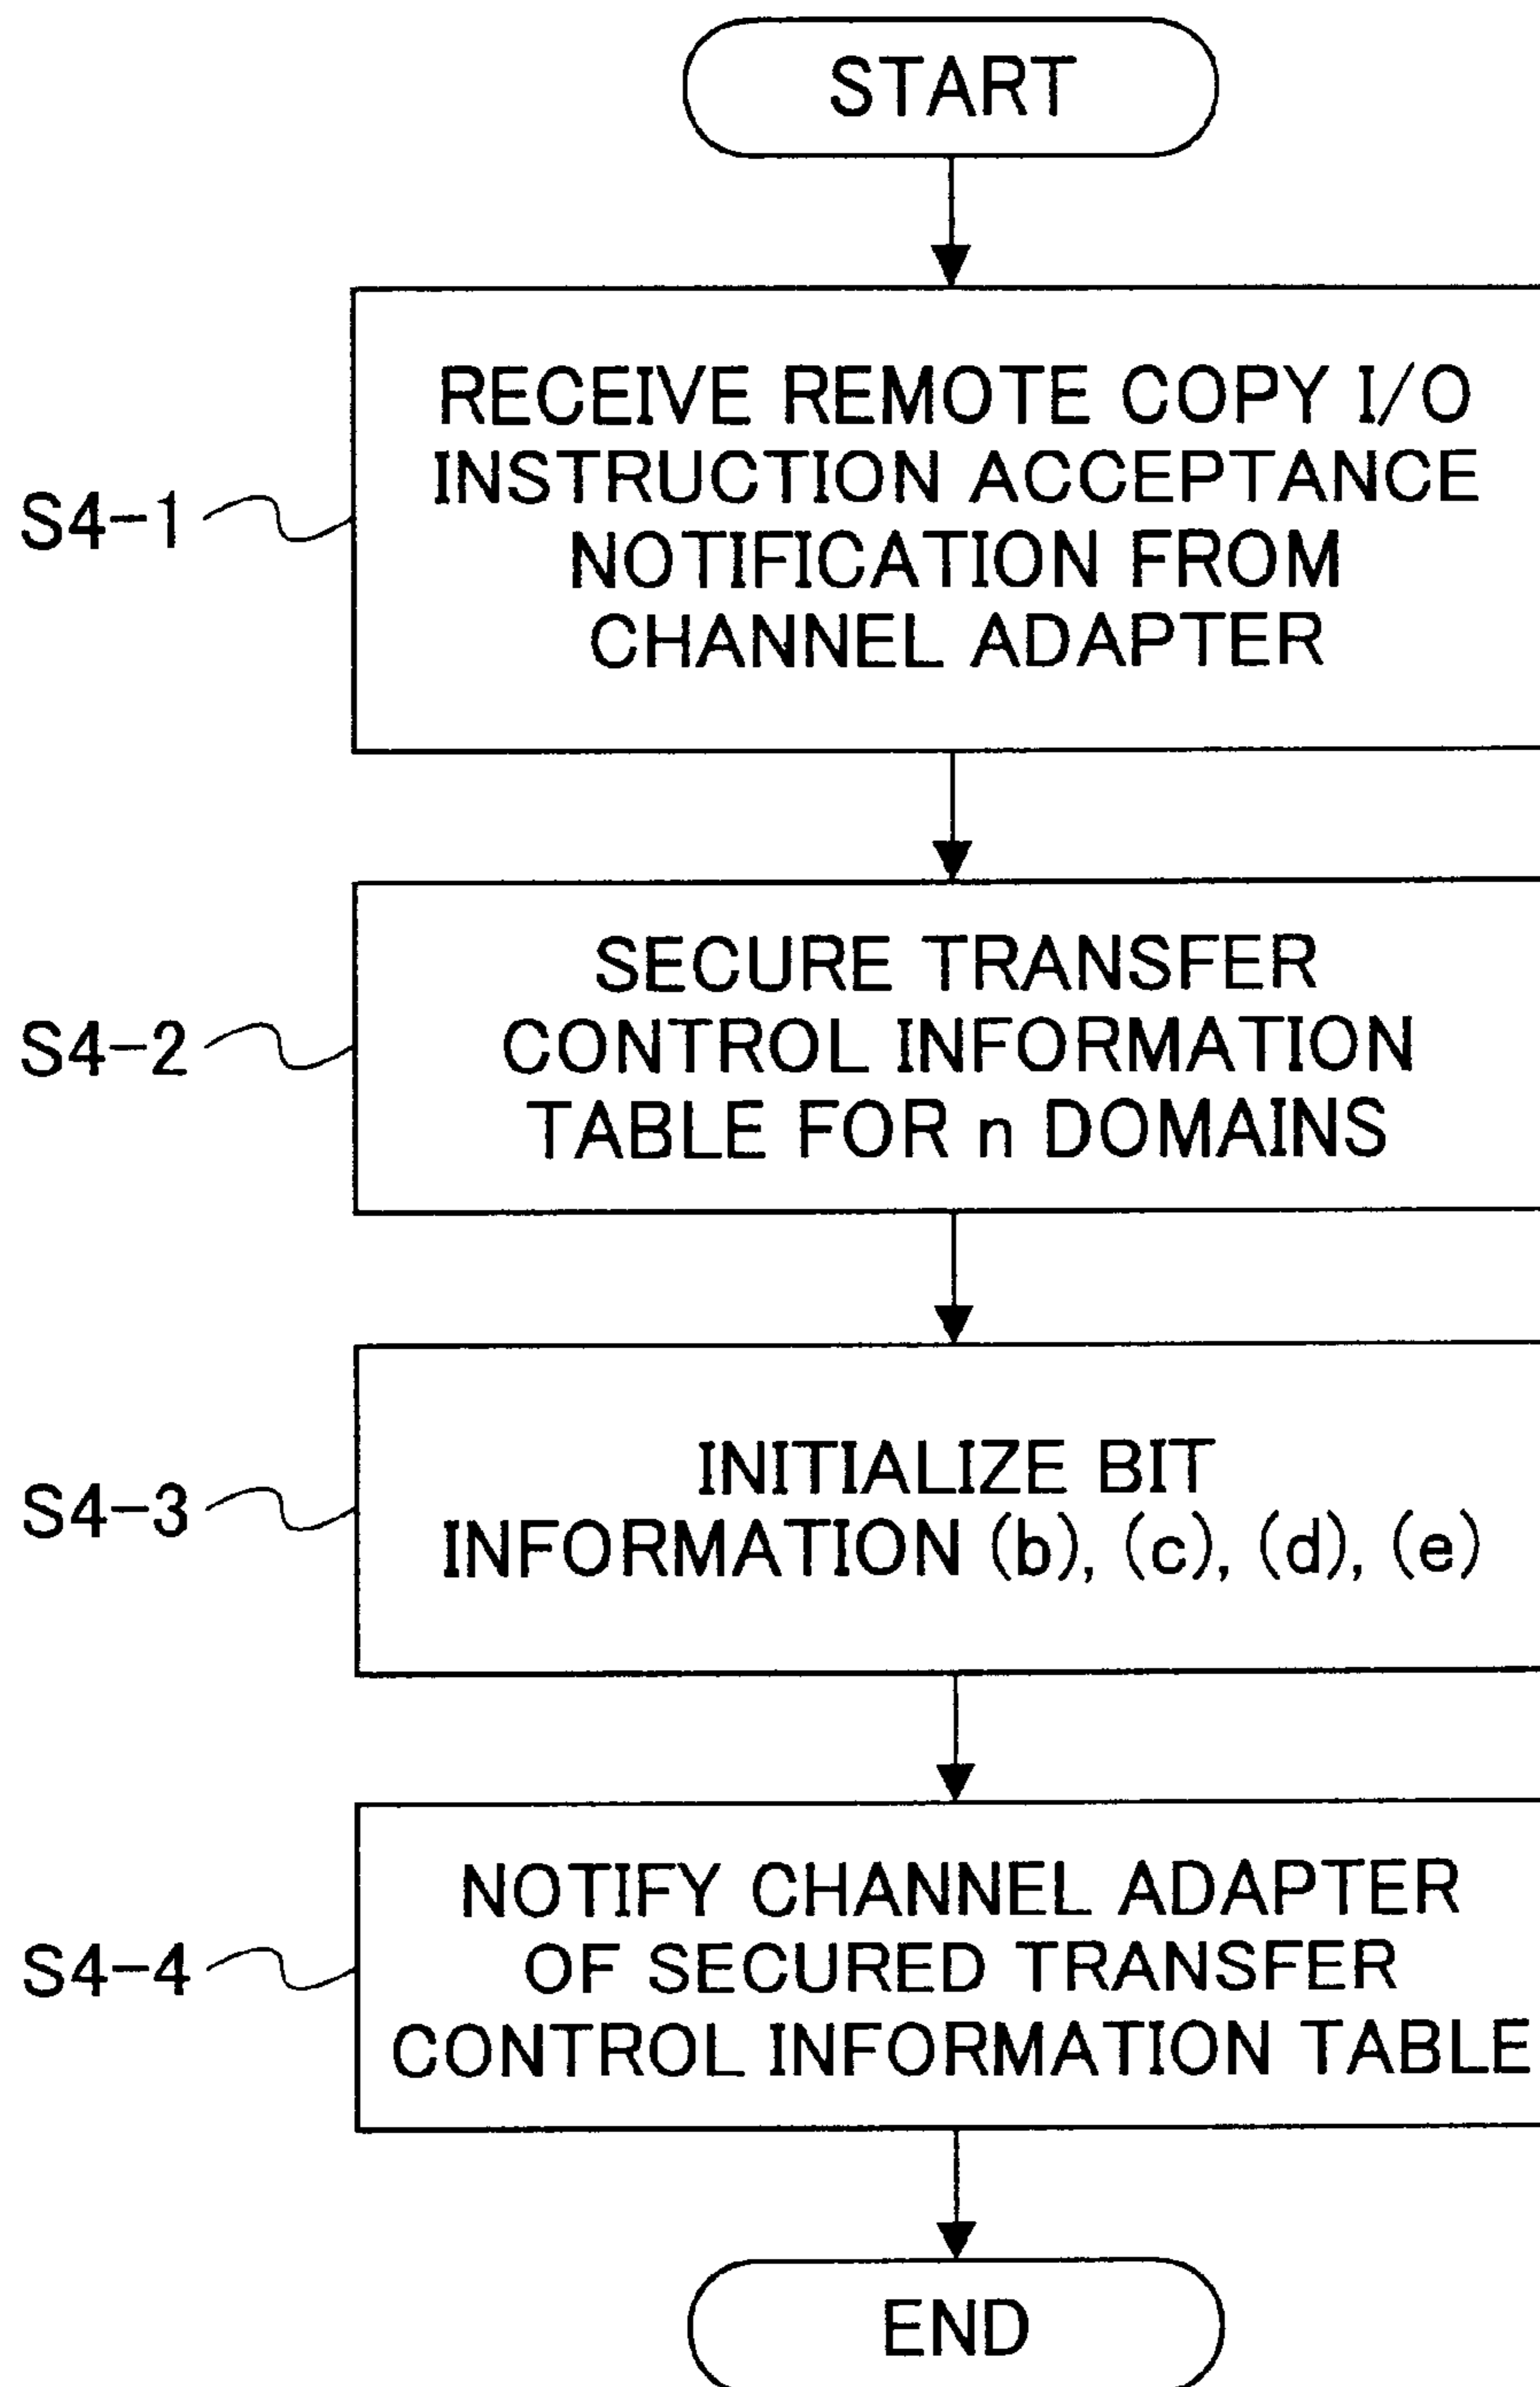 START
RECEIVE REMOTE COPY I/O
INSTRUCTION ACCEPTANCE
NOTIFICATION FROM
CHANNEL ADAPTER
S4-1
SECURE TRANSFER
CONTROL INFORMATION
TABLE FOR n DOMAINS
S4-2
INITIALIZE BIT
INFORMATION (b), (c), (d), (e)
S4-3
NOTIFY CHANNEL ADAPTER
OF SECURED TRANSFER
CONTROL INFORMATION TABLE
S4-4
END